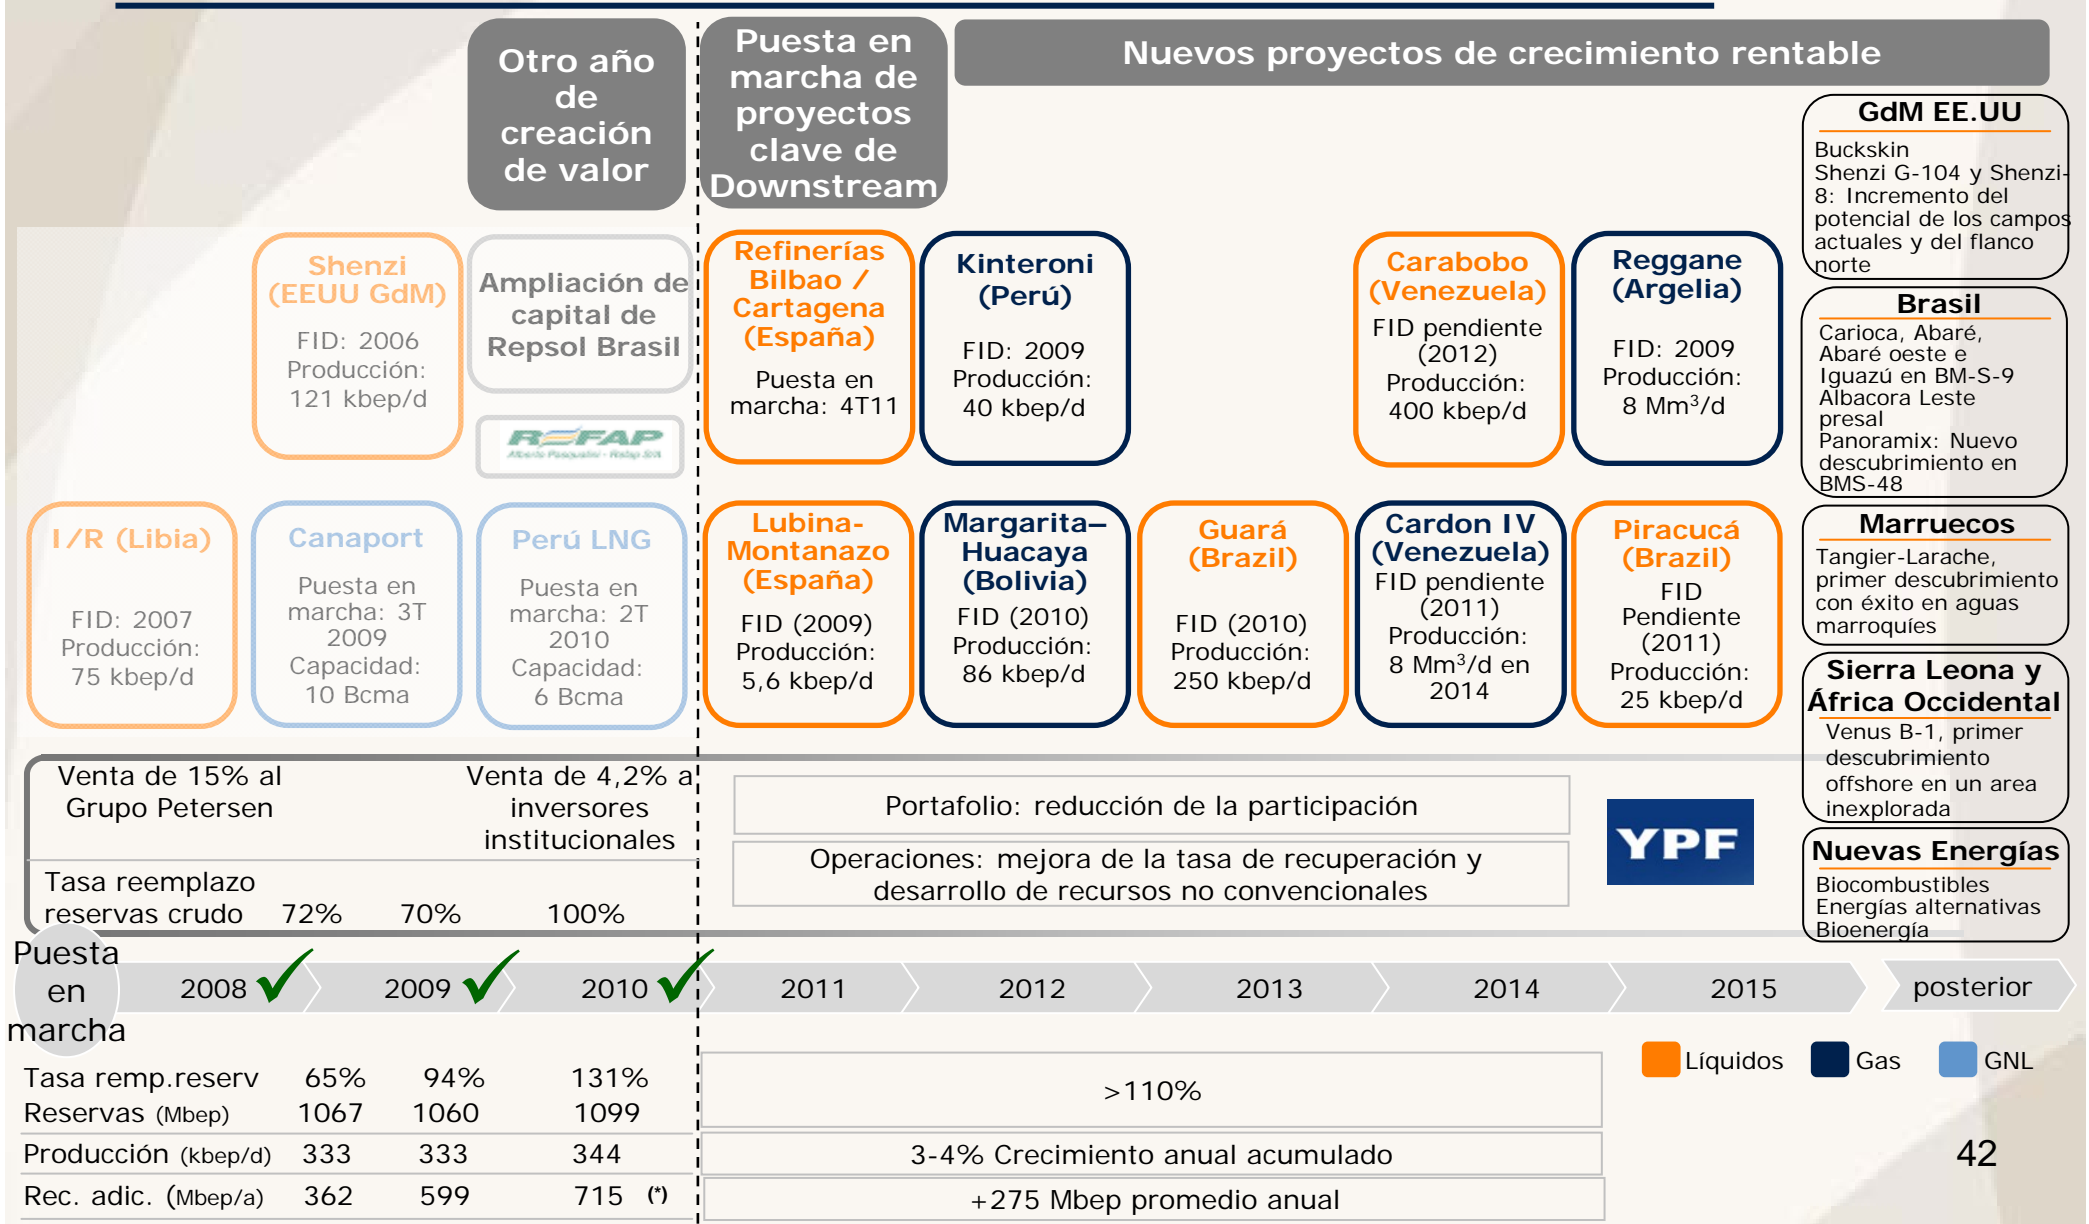 Otro año
de
creación
de valor
Puesta en
marcha de
proyectos
clave de
Downstream
Nuevos proyectos de crecimiento rentable
Shenzi
(EEUU GdM)
FID: 2006
Producción:
121 kbep/d
Ampliación de
capital de
Repsol Brasil
REFAP
Alberto Pasqualini - Refap S/A
Refinerías
Bilbao /
Cartagena
(España)
Puesta en
marcha: 4T11
Kinteroni
(Perú)
FID: 2009
Producción:
40 kbep/d
Carabobo
(Venezuela)
FID pendiente
(2012)
Producción:
400 kbep/d
Reggane
(Argelia)
FID: 2009
Producción:
8 Mm³/d
I/R (Libia)
FID: 2007
Producción:
75 kbep/d
Canaport
Puesta en
marcha: 3T
2009
Capacidad:
10 Bcma
Perú LNG
Puesta en
marcha: 2T
2010
Capacidad:
6 Bcma
Lubina-
Montanazo
(España)
FID (2009)
Producción:
5,6 kbep/d
Margarita–
Huacaya
(Bolivia)
FID (2010)
Producción:
86 kbep/d
Guará
(Brazil)
FID (2010)
Producción:
250 kbep/d
Cardon IV
(Venezuela)
FID pendiente
(2011)
Producción:
8 Mm³/d en
2014
Piracucá
(Brazil)
FID
Pendiente
(2011)
Producción:
25 kbep/d
GdM EE.UU
Buckskin
Shenzi G-104 y Shenzi-
8: Incremento del
potencial de los campos
actuales y del flanco
norte
Brasil
Carioca, Abaré,
Abaré oeste e
Iguazú en BM-S-9
Albacora Leste
presal
Panoramix: Nuevo
descubrimiento en
BMS-48
Marruecos
Tangier-Larache,
primer descubrimiento
con éxito en aguas
marroquíes
Sierra Leona y
África Occidental
Venus B-1, primer
descubrimiento
offshore en un area
inexplorada
Nuevas Energías
Biocombustibles
Energías alternativas
Bioenergía
Venta de 15% al
Grupo Petersen
Venta de 4,2% a
inversores
institucionales
Portafolio: reducción de la participación
Operaciones: mejora de la tasa de recuperación y
desarrollo de recursos no convencionales
YPF
Tasa reemplazo
reservas crudo 72% 70% 100%
Puesta
en
marcha
2008 2009 2010 2011 2012 2013 2014 2015 posterior
Líquidos Gas GNL
Tasa remp.reserv 65% 94% 131%
Reservas (Mbep) 1067 1060 1099
>110%
Producción (kbep/d) 333 333 344
3-4% Crecimiento anual acumulado
Rec. adic. (Mbep/a) 362 599 715 (*)
+275 Mbep promedio anual
42